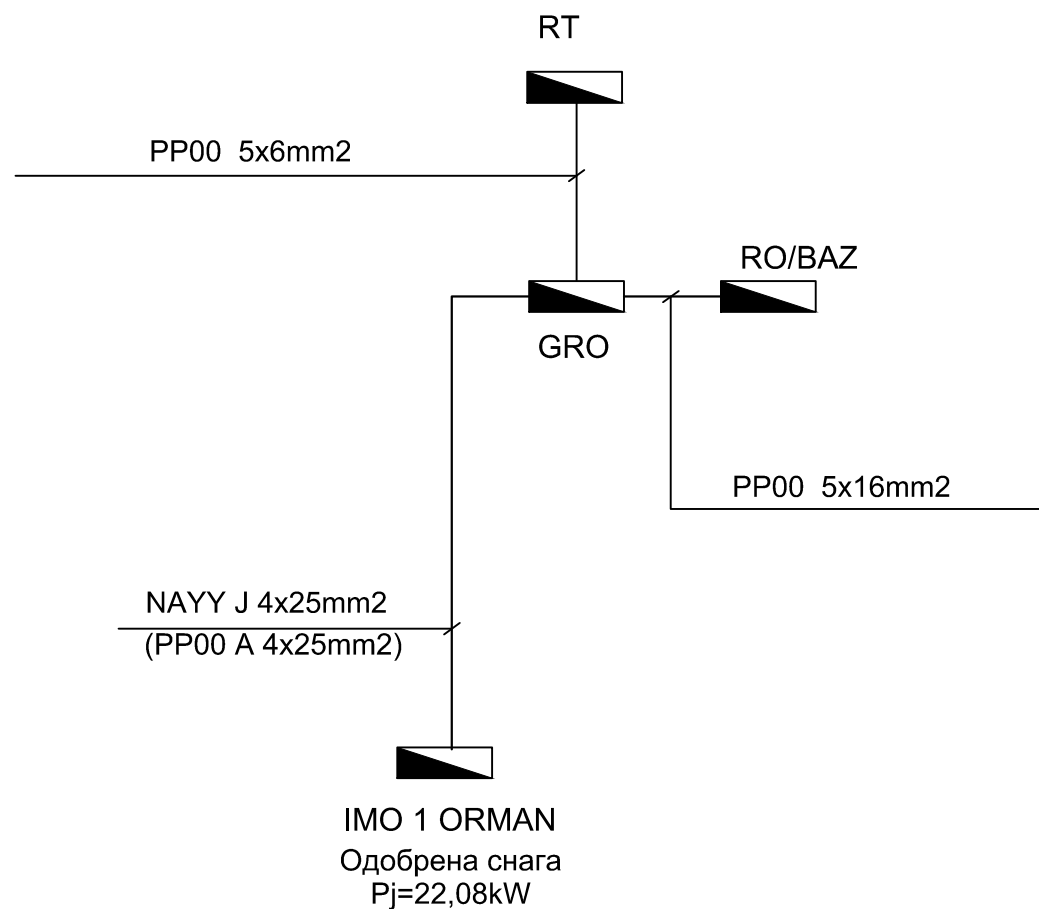 RT
PP00 5x6mm2
RO/BAZ
GRO
PP00 5x16mm2
NAYY J 4x25mm2
(PP00 A 4x25mm2)
IMO 1 ORMAN
Одобрена снага
Pj=22,08kW